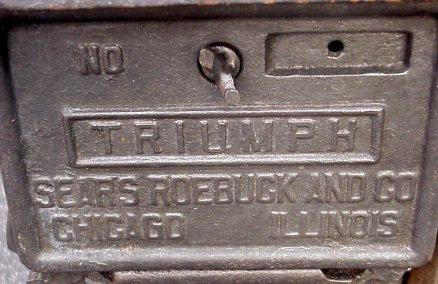 NO
TRIUMPH
SEARS ROEBUCK AND CO
CHICAGO ILLINOIS